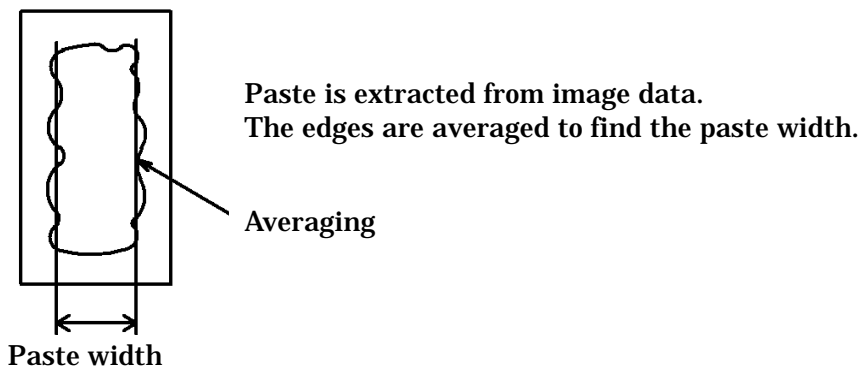 Paste is extracted from image data.
The edges are averaged to find the paste width.
Averaging
Paste width